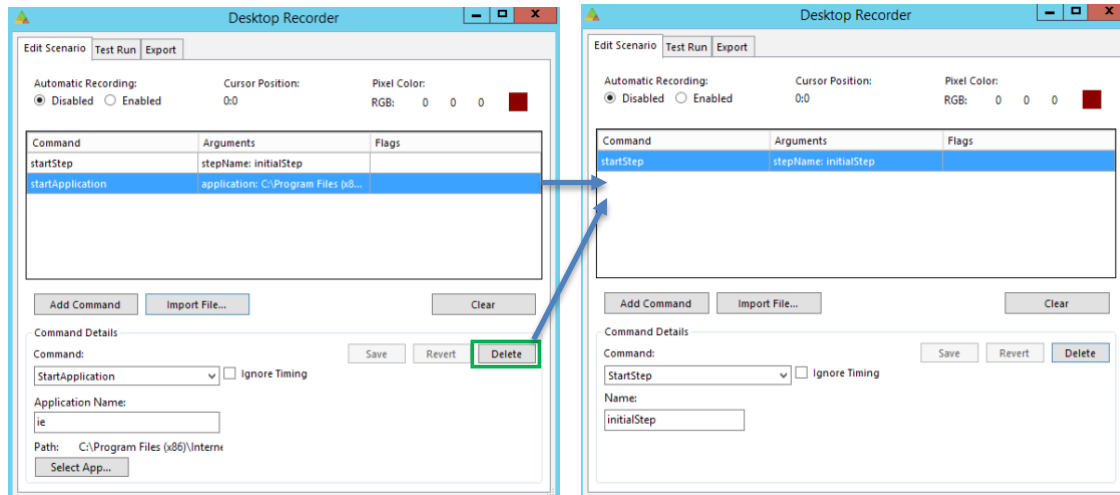 Desktop Recorder
Edit Scenario Test Run Export
Automatic Recording: Cursor Position: Pixel Color:
Disabled Enabled 0:0 RGB: 0 0 0
Command Arguments Flags
startStep stepName: initialStep
startApplication application: C:\Program Files (x8...
Add Command Import File... Clear
Command Details
Command: Save Revert Delete
StartApplication Ignore Timing
Application Name:
ie
Path: C:\Program Files (x86)\Interne
Select App...
Desktop Recorder
Edit Scenario Test Run Export
Automatic Recording: Cursor Position: Pixel Color:
Disabled Enabled 0:0 RGB: 0 0 0
Command Arguments Flags
startStep stepName: initialStep
Add Command Import File... Clear
Command Details
Command: Save Revert Delete
StartStep Ignore Timing
Name:
initialStep